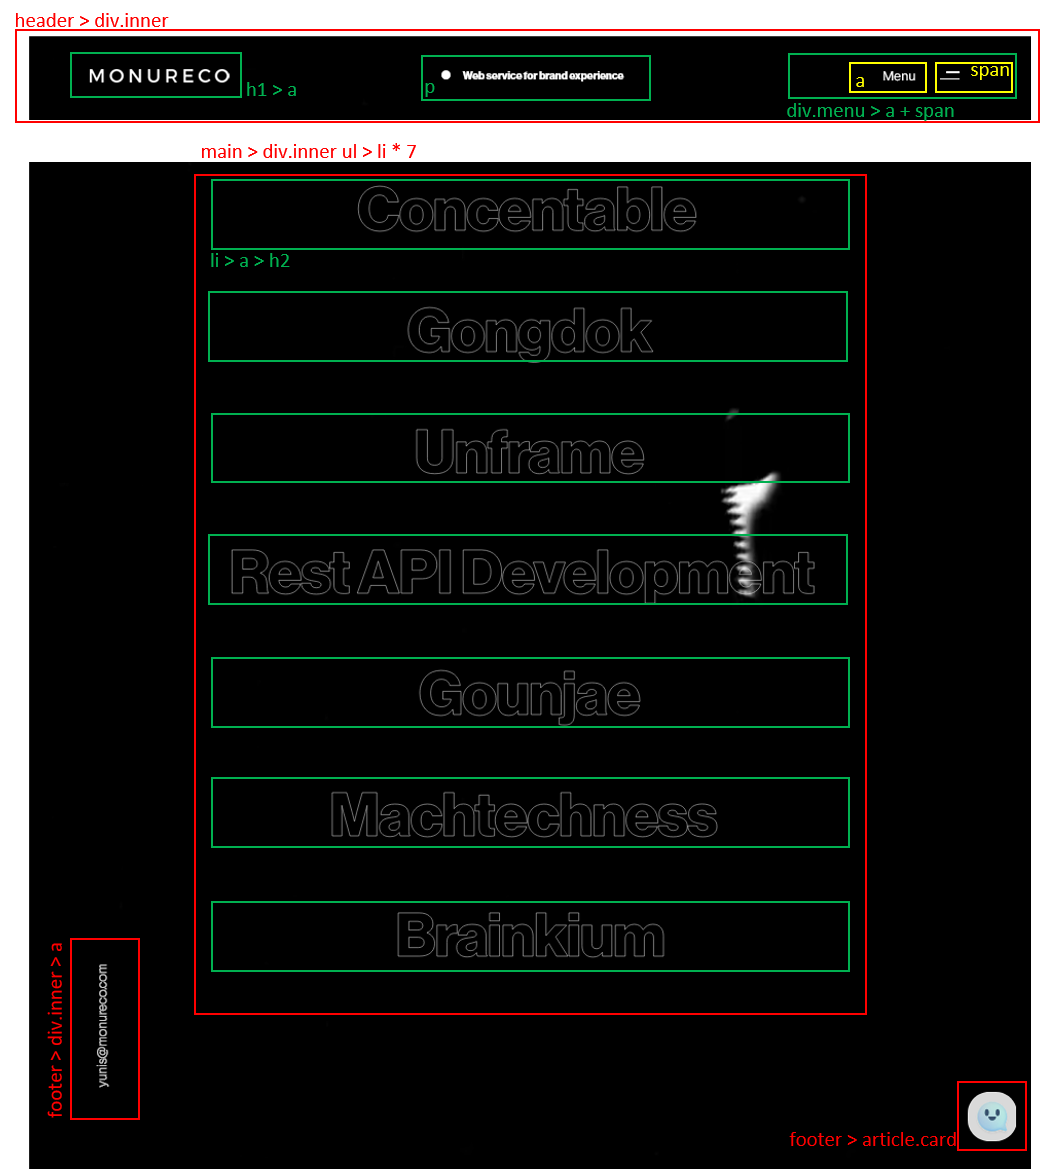 header > div.inner
MONURECO
h1 > a
p
Web service for brand experience
a
Menu
span
div.menu > a + span
main > div.inner ul > li * 7
Concentable
li > a > h2
Gongdok
Unframe
Rest API Development
Gounjae
Machtechness
Brainkium
footer > div.inner > a
yunis@monureco.com
footer > article.card